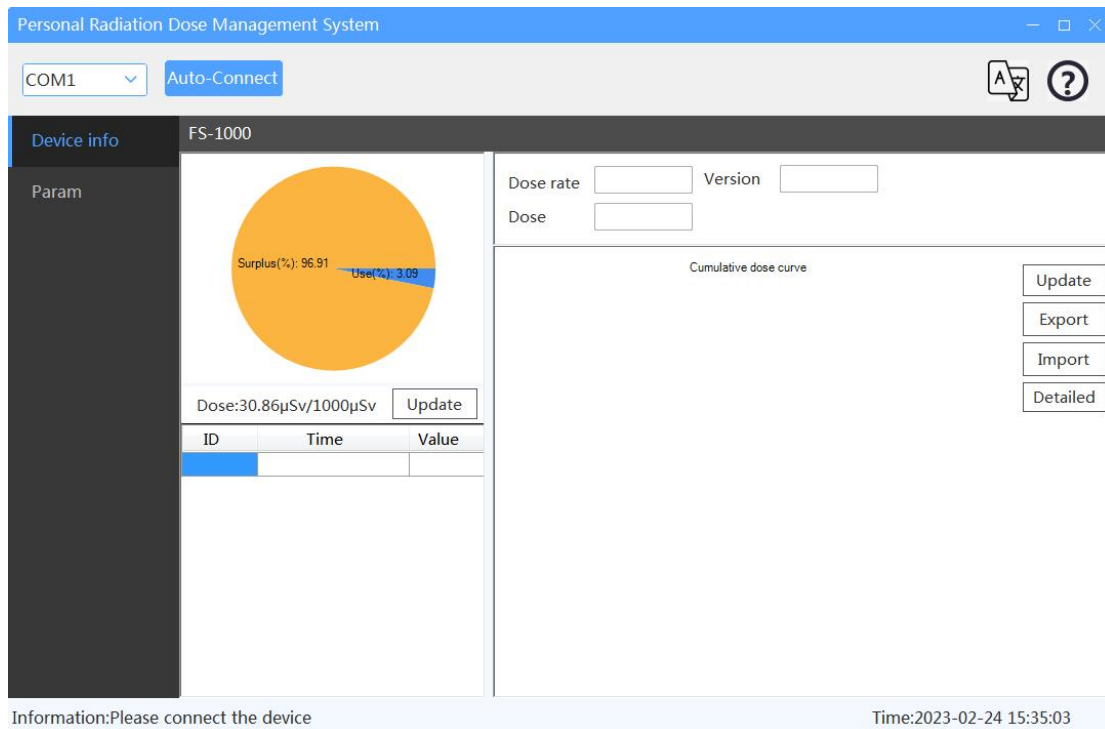 Personal Radiation Dose Management System
COM1
Auto-Connect
A 文
?
Device info
Param
FS-1000
Surplus(%): 96.91
Use(%): 3.09
Dose rate
Version
Dose
Cumulative dose curve
Update
Export
Import
Detailed
Dose:30.86μSv/1000μSv
Update
ID Time Value
Information:Please connect the device
Time:2023-02-24 15:35:03